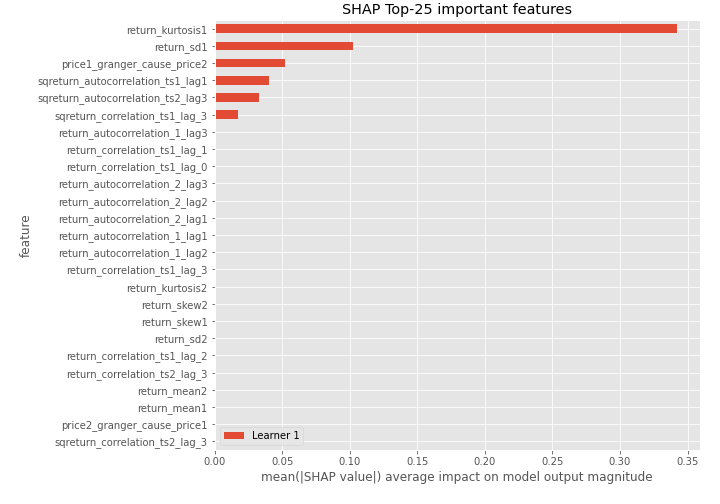 SHAP Top-25 important features
return_kurtosis1
return_sd1
price1_granger_cause_price2
sqreturn_autocorrelation_ts1_lag1
sqreturn_autocorrelation_ts2_lag3
sqreturn_correlation_ts1_lag_3
return_autocorrelation_1_lag3
return_correlation_ts1_lag_1
return_correlation_ts1_lag_0
return_autocorrelation_2_lag3
return_autocorrelation_2_lag2
return_autocorrelation_2_lag1
return_autocorrelation_1_lag1
return_autocorrelation_1_lag2
return_correlation_ts1_lag_3
return_kurtosis2
return_skew2
return_skew1
return_sd2
return_correlation_ts1_lag_2
return_correlation_ts2_lag_3
return_mean2
return_mean1
price2_granger_cause_price1
sqreturn_correlation_ts2_lag_3
feature
Learner 1
0.00 0.05 0.10 0.15 0.20 0.25 0.30 0.35
mean(|SHAP value|) average impact on model output magnitude